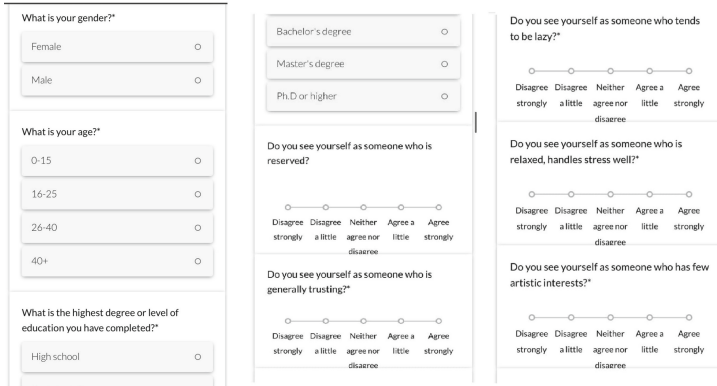 What is your gender?*
Female
Male
What is your age?*
0-15
16-25
26-40
40+
What is the highest degree or level of
education you have completed?*
High school
Bachelor's degree
Master's degree
Ph.D or higher
Do you see yourself as someone who is
reserved?
Disagree Disagree Neither Agree a Agree
strongly a little agree nor little strongly
disagree
Do you see yourself as someone who is
generally trusting?*
Disagree Disagree Neither Agree a Agree
strongly a little agree nor little strongly
disagree
Do you see yourself as someone who tends
to be lazy?*
Disagree Disagree Neither Agree a Agree
strongly a little agree nor little strongly
disagree
Do you see yourself as someone who is
relaxed, handles stress well?*
Disagree Disagree Neither Agree a Agree
strongly a little agree nor little strongly
disagree
Do you see yourself as someone who has few
artistic interests?*
Disagree Disagree Neither Agree a Agree
strongly a little agree nor little strongly
disagree